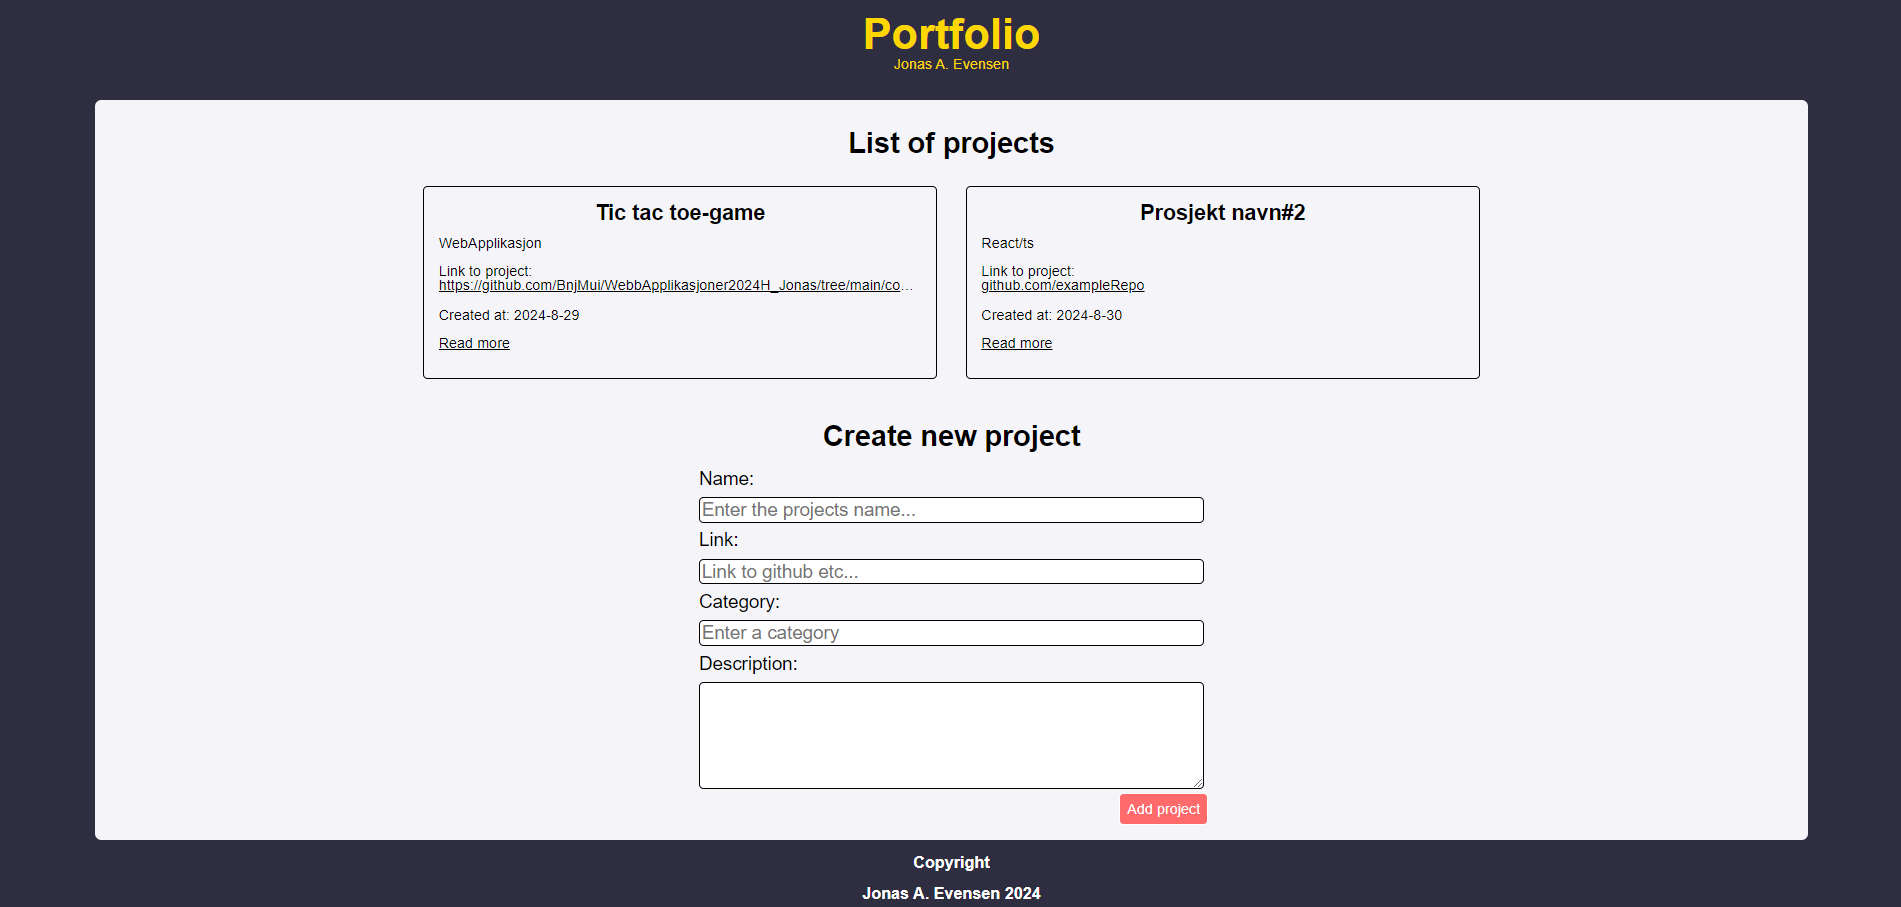 Portfolio
Jonas A. Evensen
List of projects
Tic tac toe-game
WebApplikasjon
Link to project:
https://github.com/BnjMui/WebbApplikasjoner2024H_Jonas/tree/main/co...
Created at: 2024-8-29
Read more
Prosjekt navn#2
React/ts
Link to project:
github.com/exampleRepo
Created at: 2024-8-30
Read more
Create new project
Name:
Enter the projects name...
Link:
Link to github etc...
Category:
Enter a category
Description:
Add project
Copyright
Jonas A. Evensen 2024